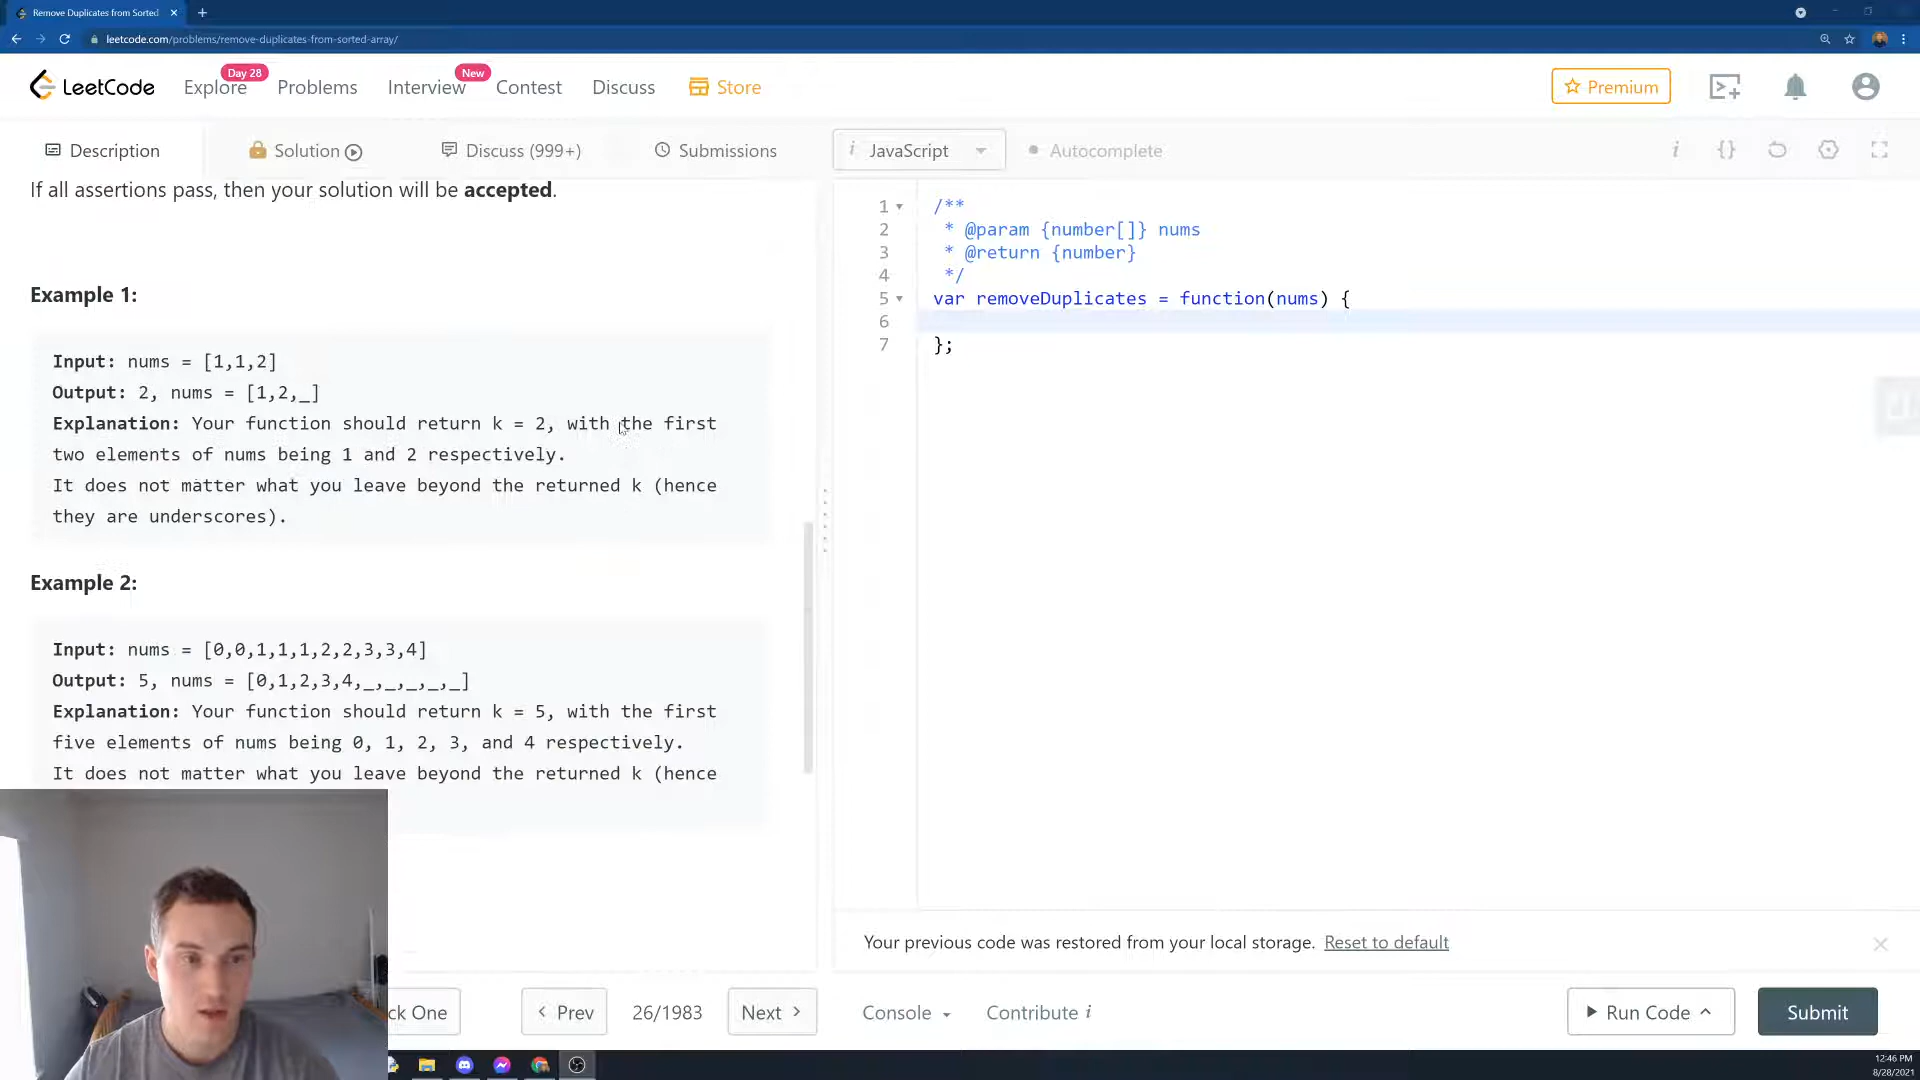 Remove Duplicates from Sorted
leetcode.com/problems/remove-duplicates-from-sorted-array/
LeetCode
Explore
Day 28
Problems
Interview
New
Contest
Discuss
Store
Premium
Description
Solution
Discuss (999+)
Submissions
i JavaScript
Autocomplete
i {}
If all assertions pass, then your solution will be accepted.
Example 1:
Input: nums = [1,1,2]
Output: 2, nums = [1,2,_]
Explanation: Your function should return k = 2, with the first
two elements of nums being 1 and 2 respectively.
It does not matter what you leave beyond the returned k (hence
they are underscores).
Example 2:
Input: nums = [0,0,1,1,1,2,2,3,3,4]
Output: 5, nums = [0,1,2,3,4,_,_,_,_,_]
Explanation: Your function should return k = 5, with the first
five elements of nums being 0, 1, 2, 3, and 4 respectively.
It does not matter what you leave beyond the returned k (hence
1 /**
2 * @param {number[]} nums
3 * @return {number}
4 */
5 var removeDuplicates = function(nums) {
6
7 };
Your previous code was restored from your local storage. Reset to default
ck One
Prev
26/1983
Next
Console
Contribute i
Run Code
Submit
12:46 PM
8/28/2021